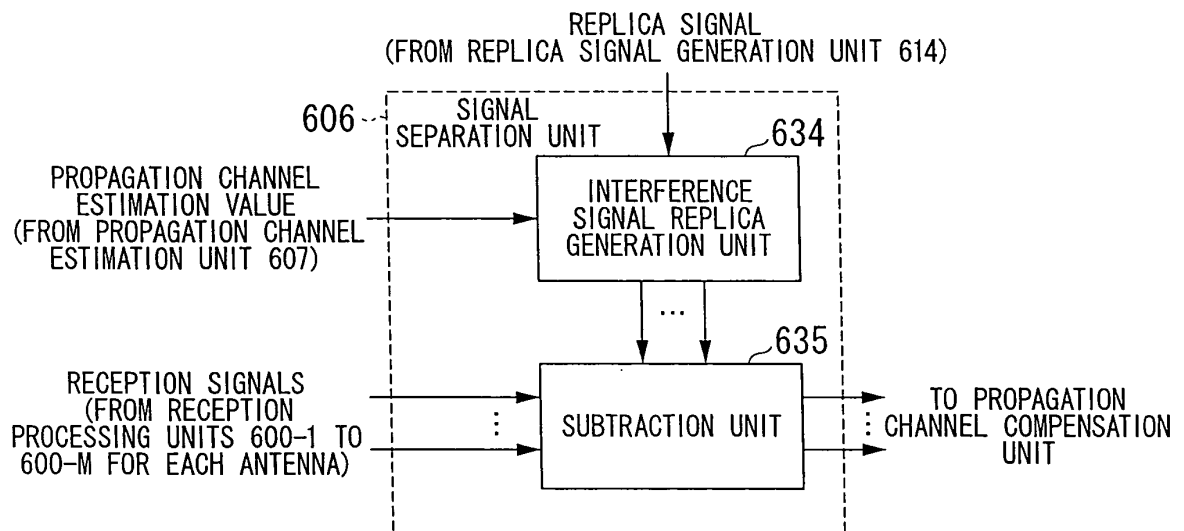 REPLICA SIGNAL
(FROM REPLICA SIGNAL GENERATION UNIT 614)
606
SIGNAL
SEPARATION UNIT
634
PROPAGATION CHANNEL
ESTIMATION VALUE
(FROM PROPAGATION CHANNEL
ESTIMATION UNIT 607)
INTERFERENCE
SIGNAL REPLICA
GENERATION UNIT
...
635
RECEPTION SIGNALS
(FROM RECEPTION
PROCESSING UNITS 600-1 TO
600-M FOR EACH ANTENNA)
SUBTRACTION UNIT
TO PROPAGATION
CHANNEL COMPENSATION
UNIT